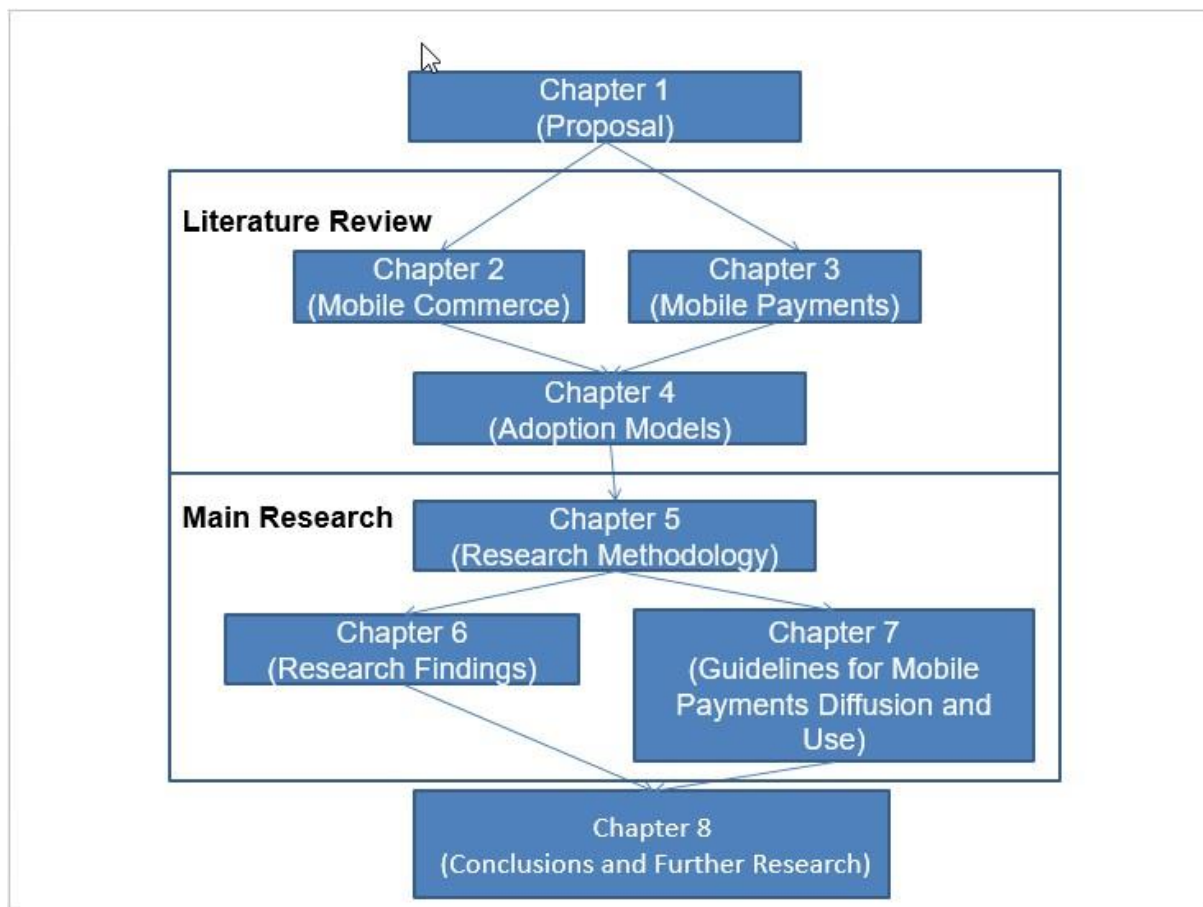 Chapter 1
(Proposal)
Literature Review
Chapter 2
(Mobile Commerce)
Chapter 3
(Mobile Payments)
Chapter 4
(Adoption Models)
Main Research
Chapter 5
(Research Methodology)
Chapter 6
(Research Findings)
Chapter 7
(Guidelines for Mobile
Payments Diffusion and
Use)
Chapter 8
(Conclusions and Further Research)